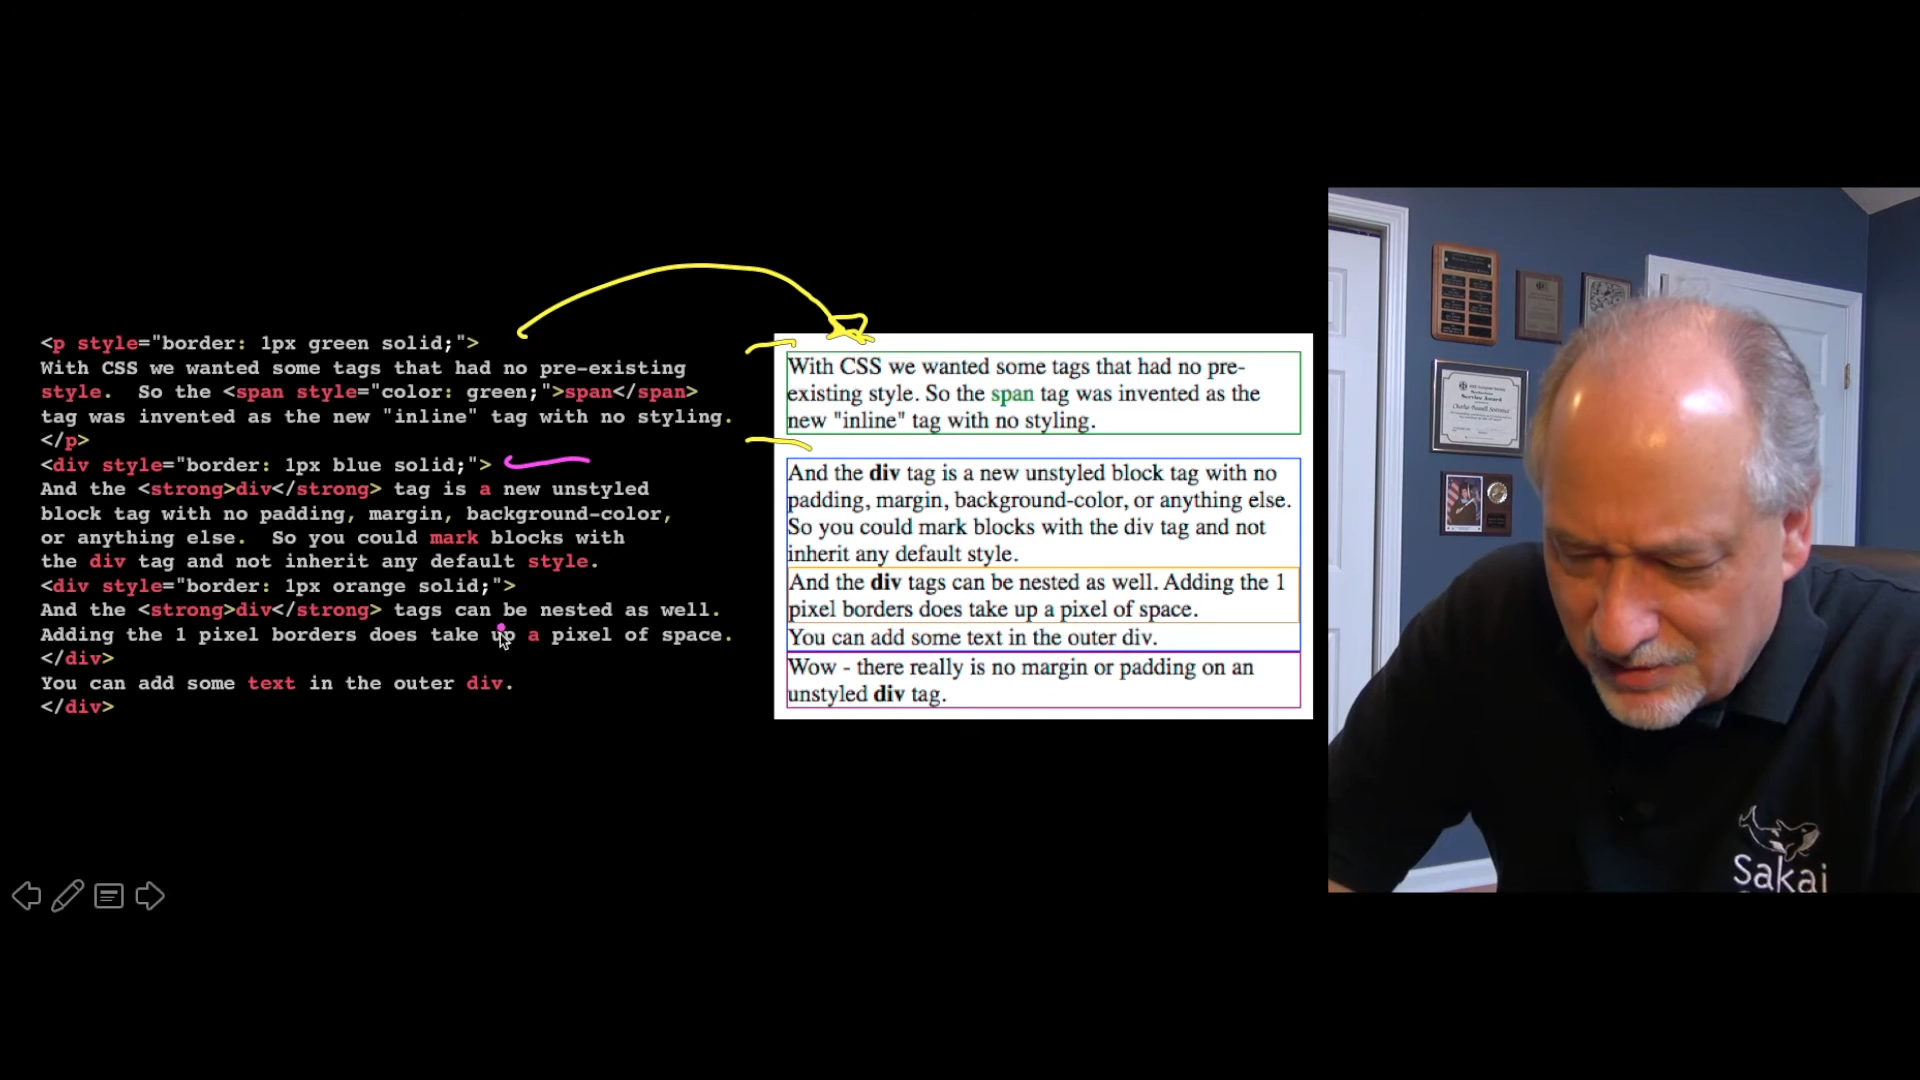 <p style="border: 1px green solid;">
With CSS we wanted some tags that had no pre-existing
style.  So the <span style="color: green;">span</span>
tag was invented as the new "inline" tag with no styling.
</p>
<div style="border: 1px blue solid;">
And the <strong>div</strong> tag is a new unstyled
block tag with no padding, margin, background-color,
or anything else.  So you could mark blocks with
the div tag and not inherit any default style.
<div style="border: 1px orange solid;">
And the <strong>div</strong> tags can be nested as well.
Adding the 1 pixel borders does take up a pixel of space.
</div>
You can add some text in the outer div.
</div>
With CSS we wanted some tags that had no pre-
existing style. So the span tag was invented as the
new "inline" tag with no styling.
And the div tag is a new unstyled block tag with no
padding, margin, background-color, or anything else.
So you could mark blocks with the div tag and not
inherit any default style.
And the div tags can be nested as well. Adding the 1
pixel borders does take up a pixel of space.
You can add some text in the outer div.
Wow - there really is no margin or padding on an
unstyled div tag.
Service Award
Sakai